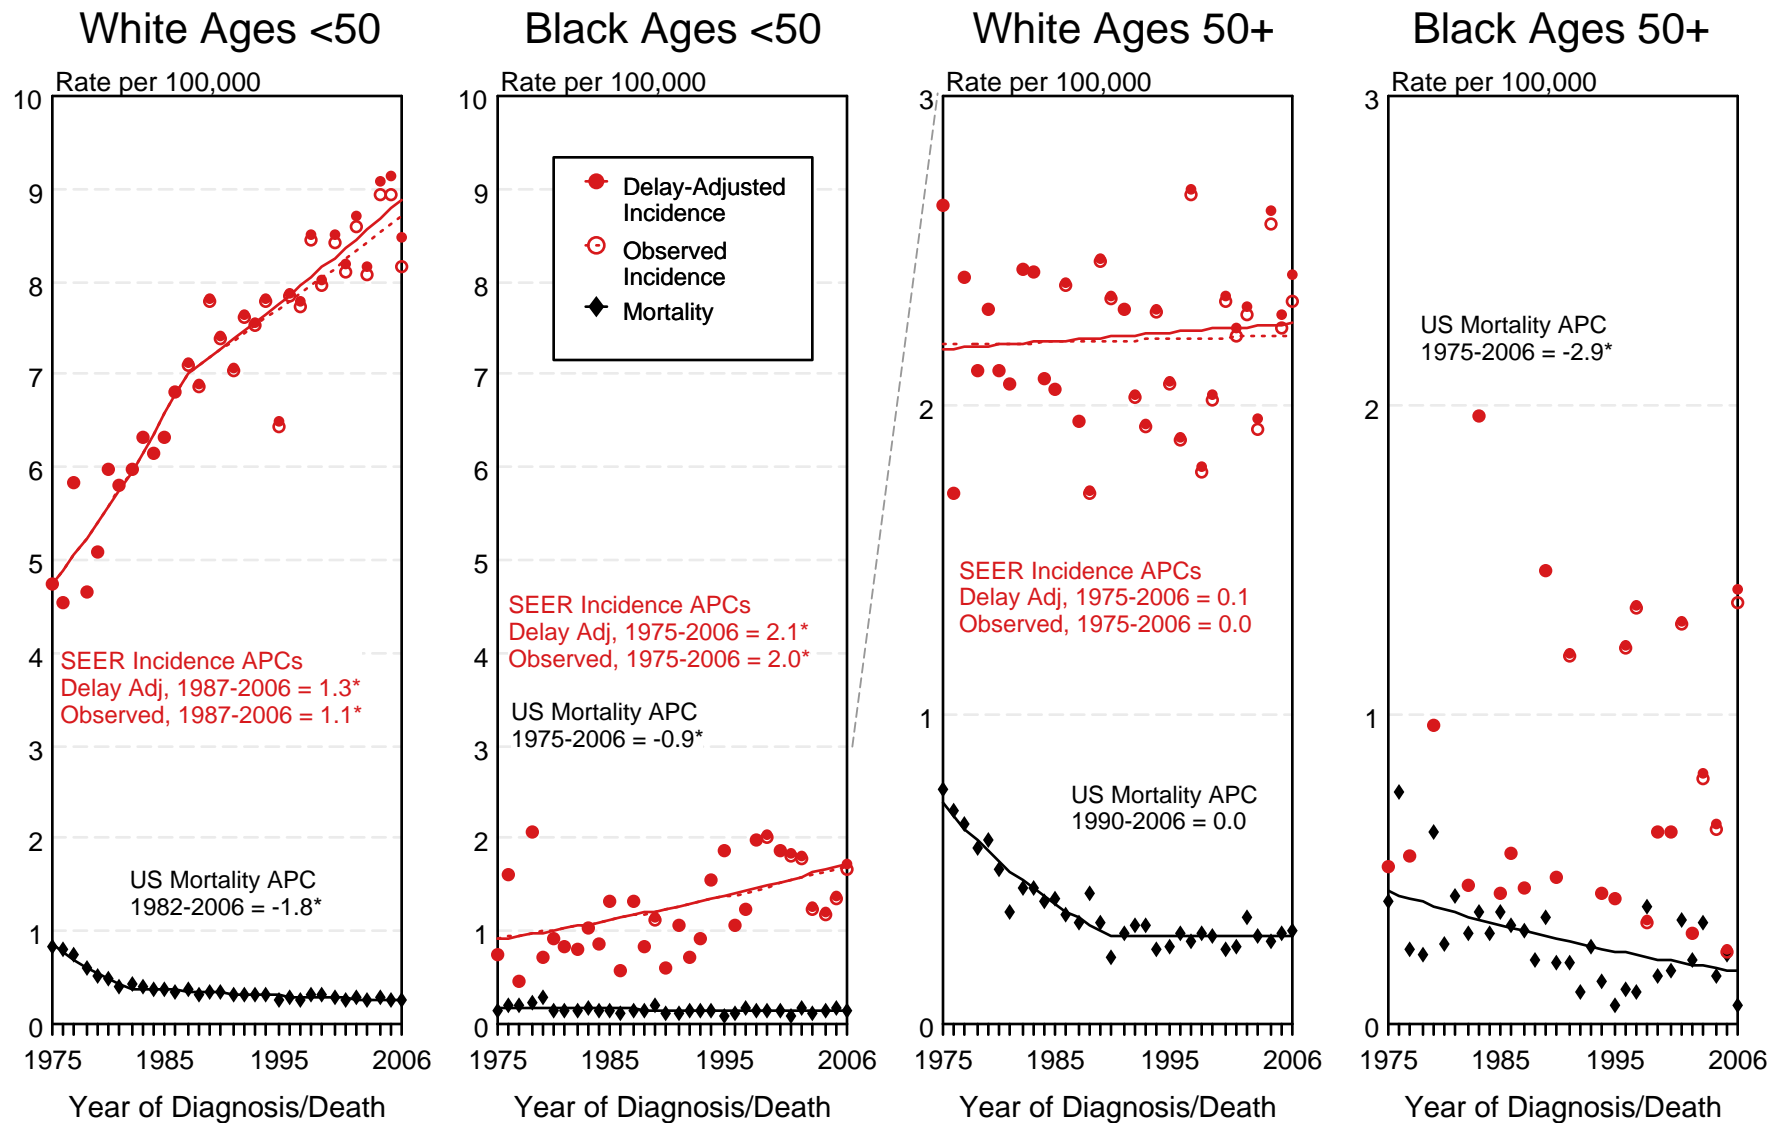 White Ages <50
Rate per 100,000
10
9
8
7
6
5
4
3
2
1
0
SEER Incidence APCs
Delay Adj, 1987-2006 = 1.3*
Observed, 1987-2006 = 1.1*
US Mortality APC
1982-2006 = -1.8*
1975
1985
1995
2006
Year of Diagnosis/Death
Black Ages <50
Rate per 100,000
10
9
8
7
6
5
4
3
2
1
0
Delay-Adjusted
Incidence
Observed
Incidence
Mortality
SEER Incidence APCs
Delay Adj, 1975-2006 = 2.1*
Observed, 1975-2006 = 2.0*
US Mortality APC
1975-2006 = -0.9*
1975
1985
1995
2006
Year of Diagnosis/Death
White Ages 50+
Rate per 100,000
3
2
1
0
SEER Incidence APCs
Delay Adj, 1975-2006 = 0.1
Observed, 1975-2006 = 0.0
US Mortality APC
1990-2006 = 0.0
1975
1985
1995
2006
Year of Diagnosis/Death
Black Ages 50+
Rate per 100,000
3
2
1
0
US Mortality APC
1975-2006 = -2.9*
1975
1985
1995
2006
Year of Diagnosis/Death